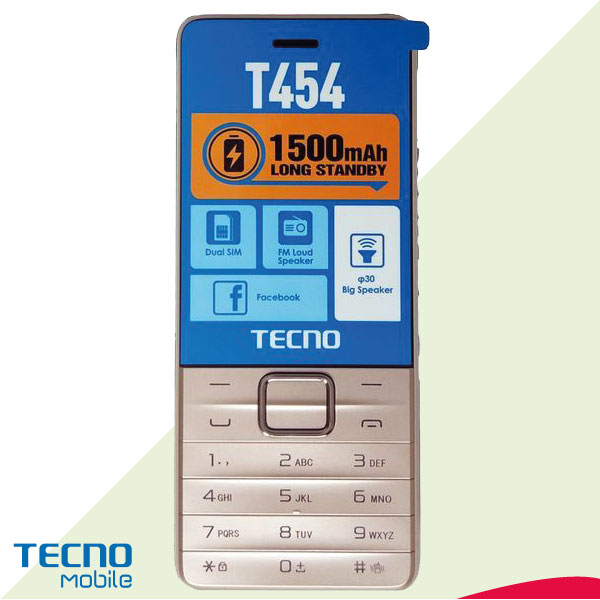 T454
1500mAh
LONG STANDBY
Dual SIM
FM Loud
Speaker
φ30
Big Speaker
Facebook
TECNO
1 . ,
2 ABC
3 DEF
4 GHI
5 JKL
6 MNO
7 PQRS
8 TUV
9 WXYZ
*
0
#
TECNO
mobile